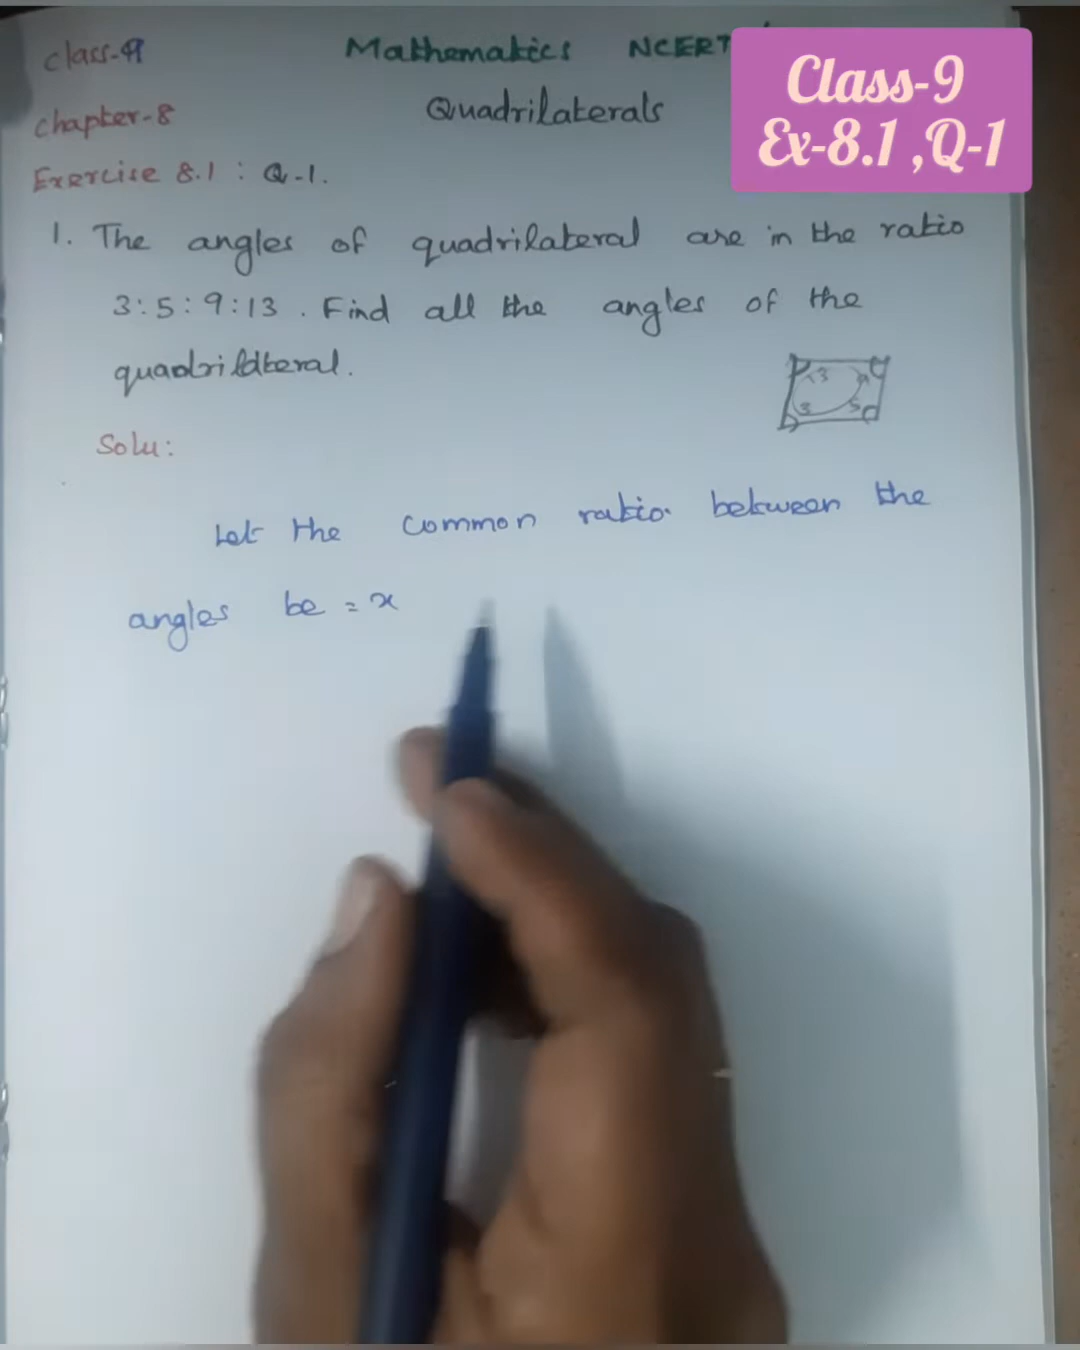 Class-9
Mathematics NCERT
Class-9
Ex-8.1 ,Q-1
Chapter-8
Quadrilaterals
Exercise 8.1 : Q-1.
1. The angles of quadrilateral are in the ratio
3:5:9:13. Find all the angles of the
quadrilateral.
Solu:
Let the common ratio between the
angles be = x